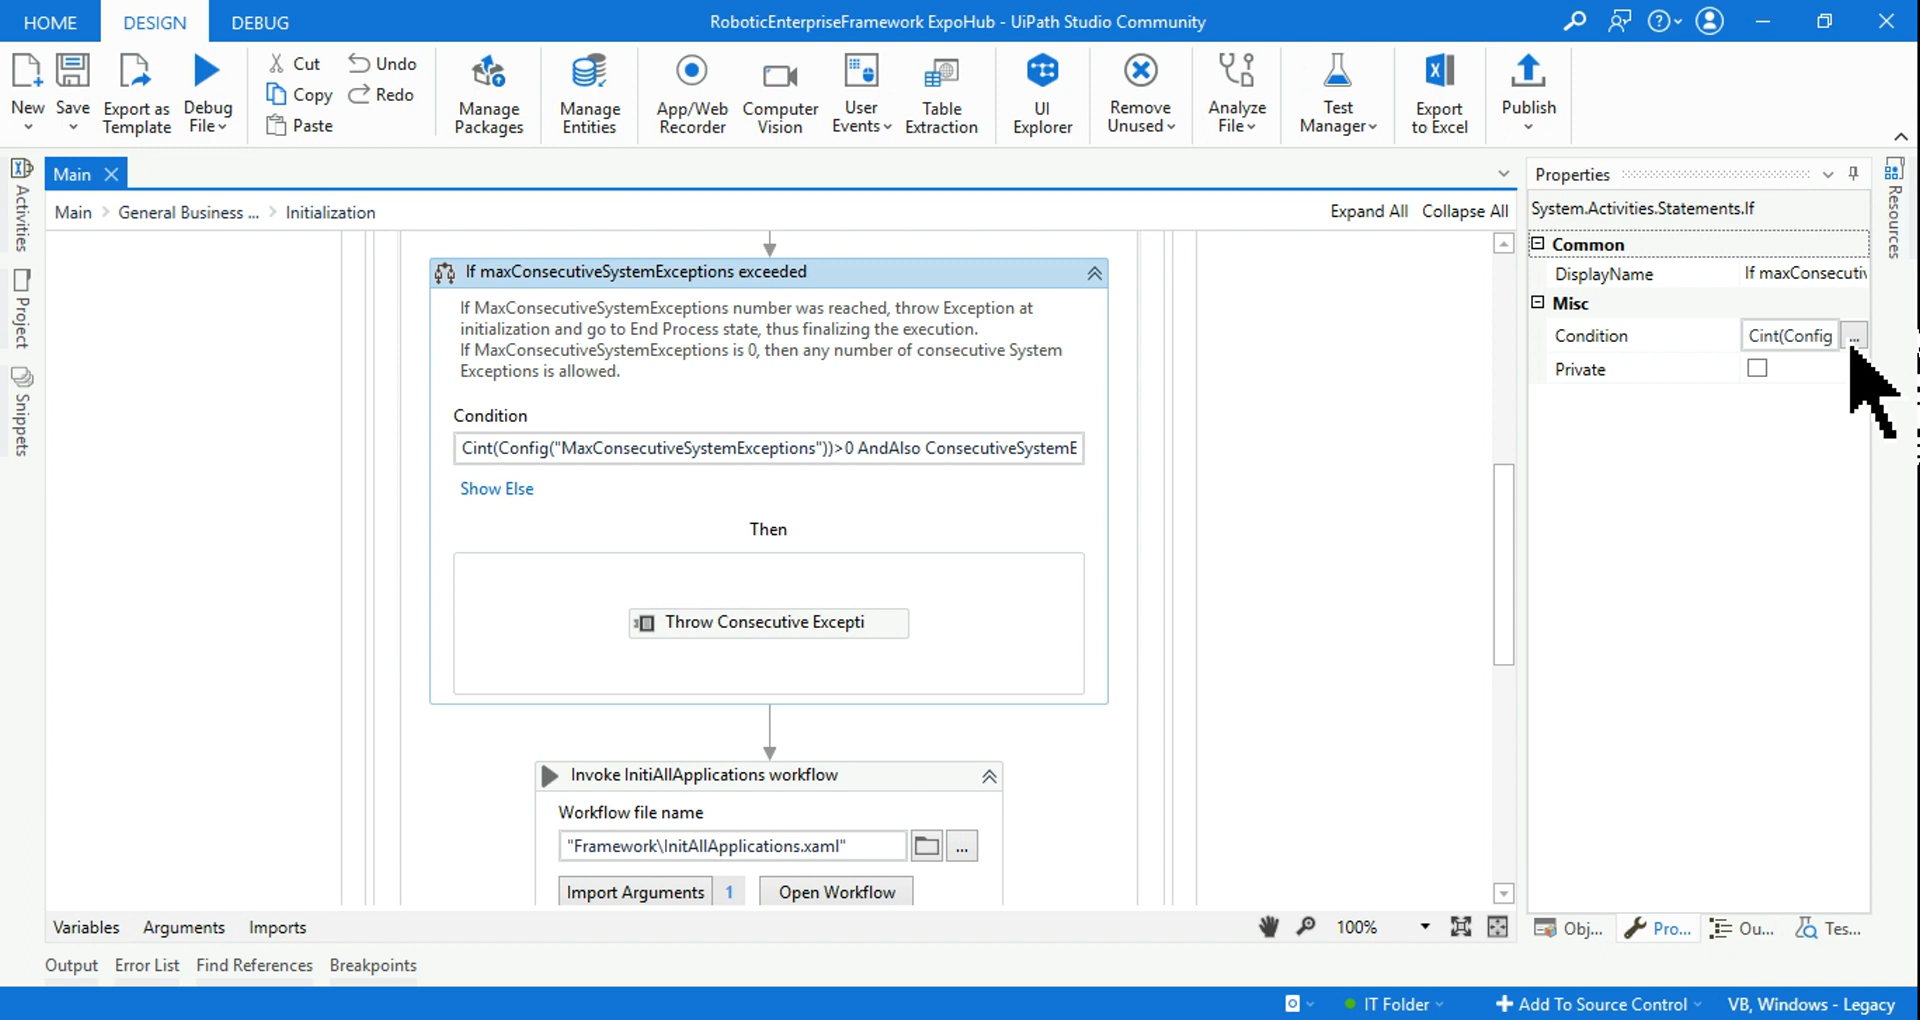 HOME
DESIGN
DEBUG
RoboticEnterpriseFramework ExpoHub - UiPath Studio Community
New
Save
Export as
Template
Debug
File
Cut
Copy
Paste
Undo
Redo
Manage
Packages
Manage
Entities
App/Web
Recorder
Computer
Vision
User
Events
Table
Extraction
UI
Explorer
Remove
Unused
Analyze
File
Test
Manager
Export
to Excel
Publish
Activities
Project
Snippets
Main
Main > General Business ... > Initialization
Expand All Collapse All
If maxConsecutiveSystemExceptions exceeded
If MaxConsecutiveSystemExceptions number was reached, throw Exception at
initialization and go to End Process state, thus finalizing the execution.
If MaxConsecutiveSystemExceptions is 0, then any number of consecutive System
Exceptions is allowed.
Condition
Cint(Config("MaxConsecutiveSystemExceptions"))>0 AndAlso ConsecutiveSystemE
Show Else
Then
Throw Consecutive Excepti
Invoke InitiAllApplications workflow
Workflow file name
"Framework\InitAllApplications.xaml"
...
Import Arguments 1
Open Workflow
Properties
System.Activities.Statements.If
Common
DisplayName If maxConsecutiv
Misc
Condition Cint(Config ...
Private
Resources
Variables Arguments Imports
100%
Obj...
Pro...
Ou...
Tes...
Output Error List Find References Breakpoints
IT Folder
Add To Source Control
VB, Windows - Legacy